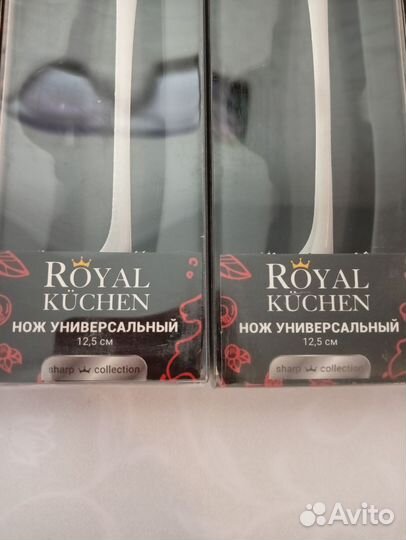 ROYAL
KÜCHEN
НОЖ УНИВЕРСАЛЬНЫЙ
12,5 см
sharp collection
ROYAL
KÜCHEN
НОЖ УНИВЕРСАЛЬНЫЙ
12,5 см
sharp collection
Avito